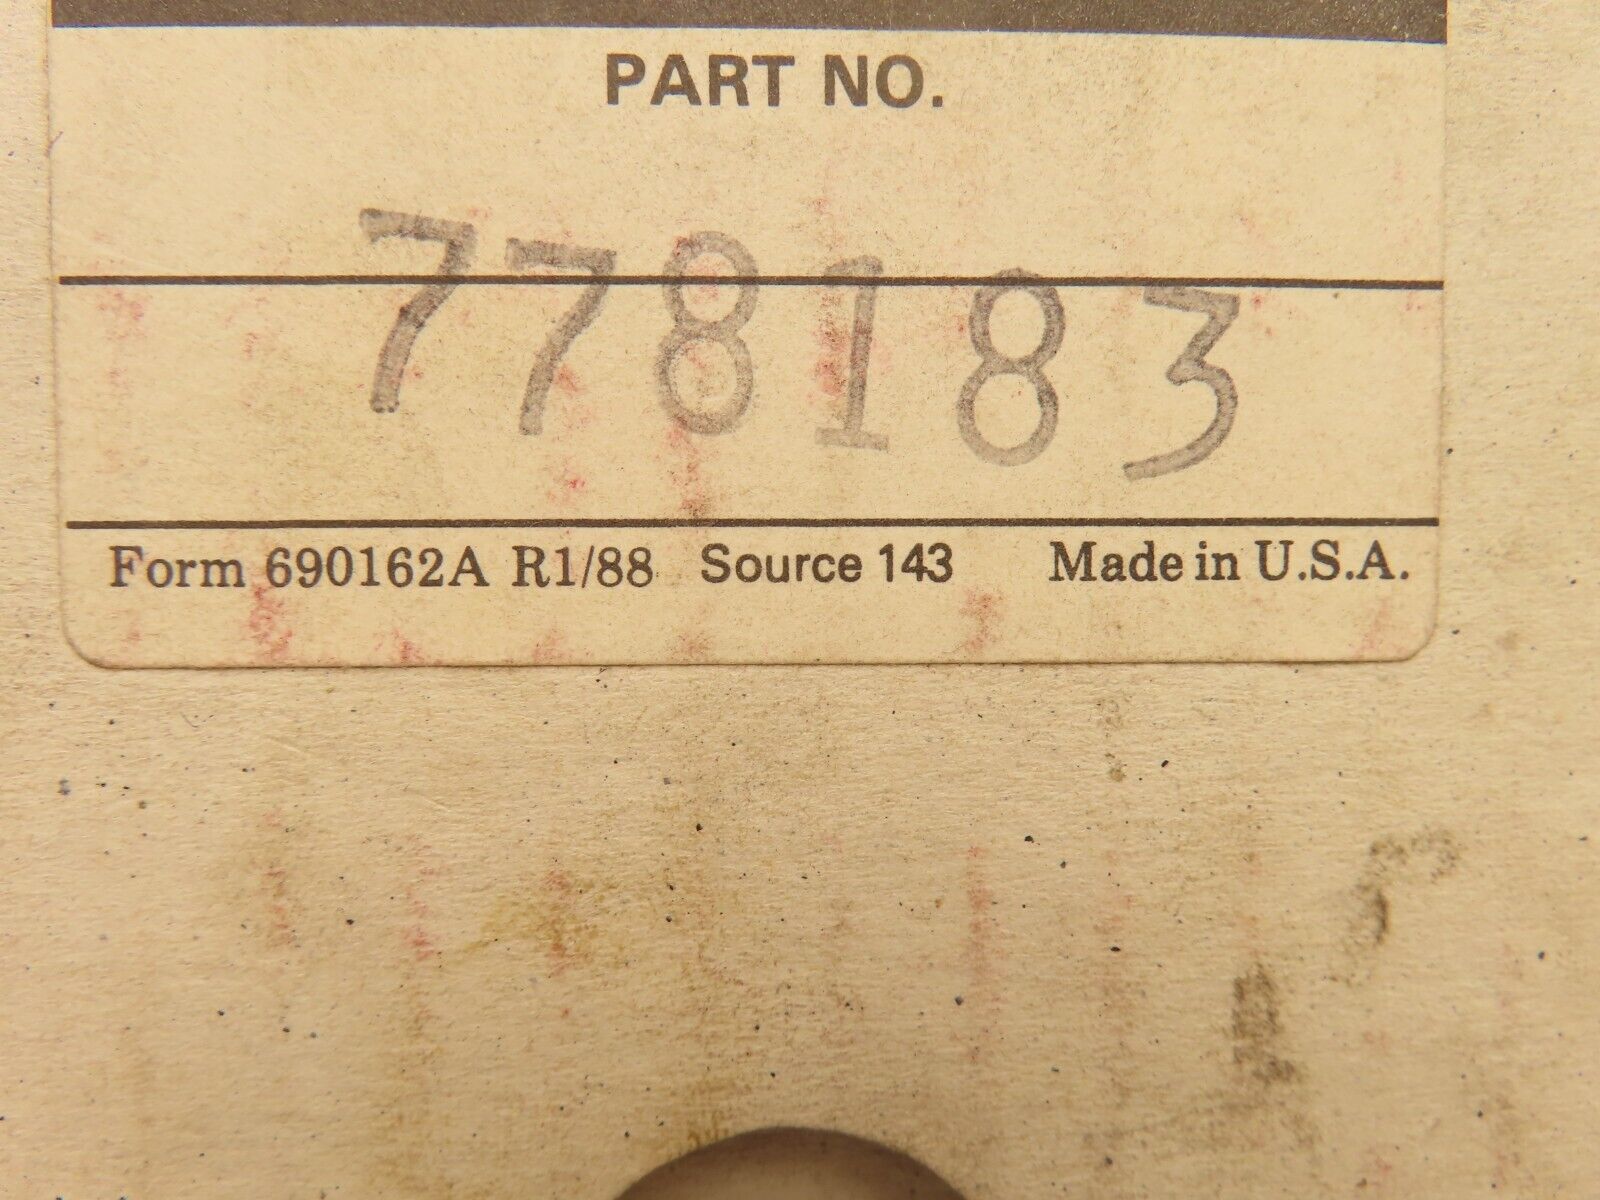 PART NO.
778183
Form 690162A R1/88 Source 143 Made in U.S.A.